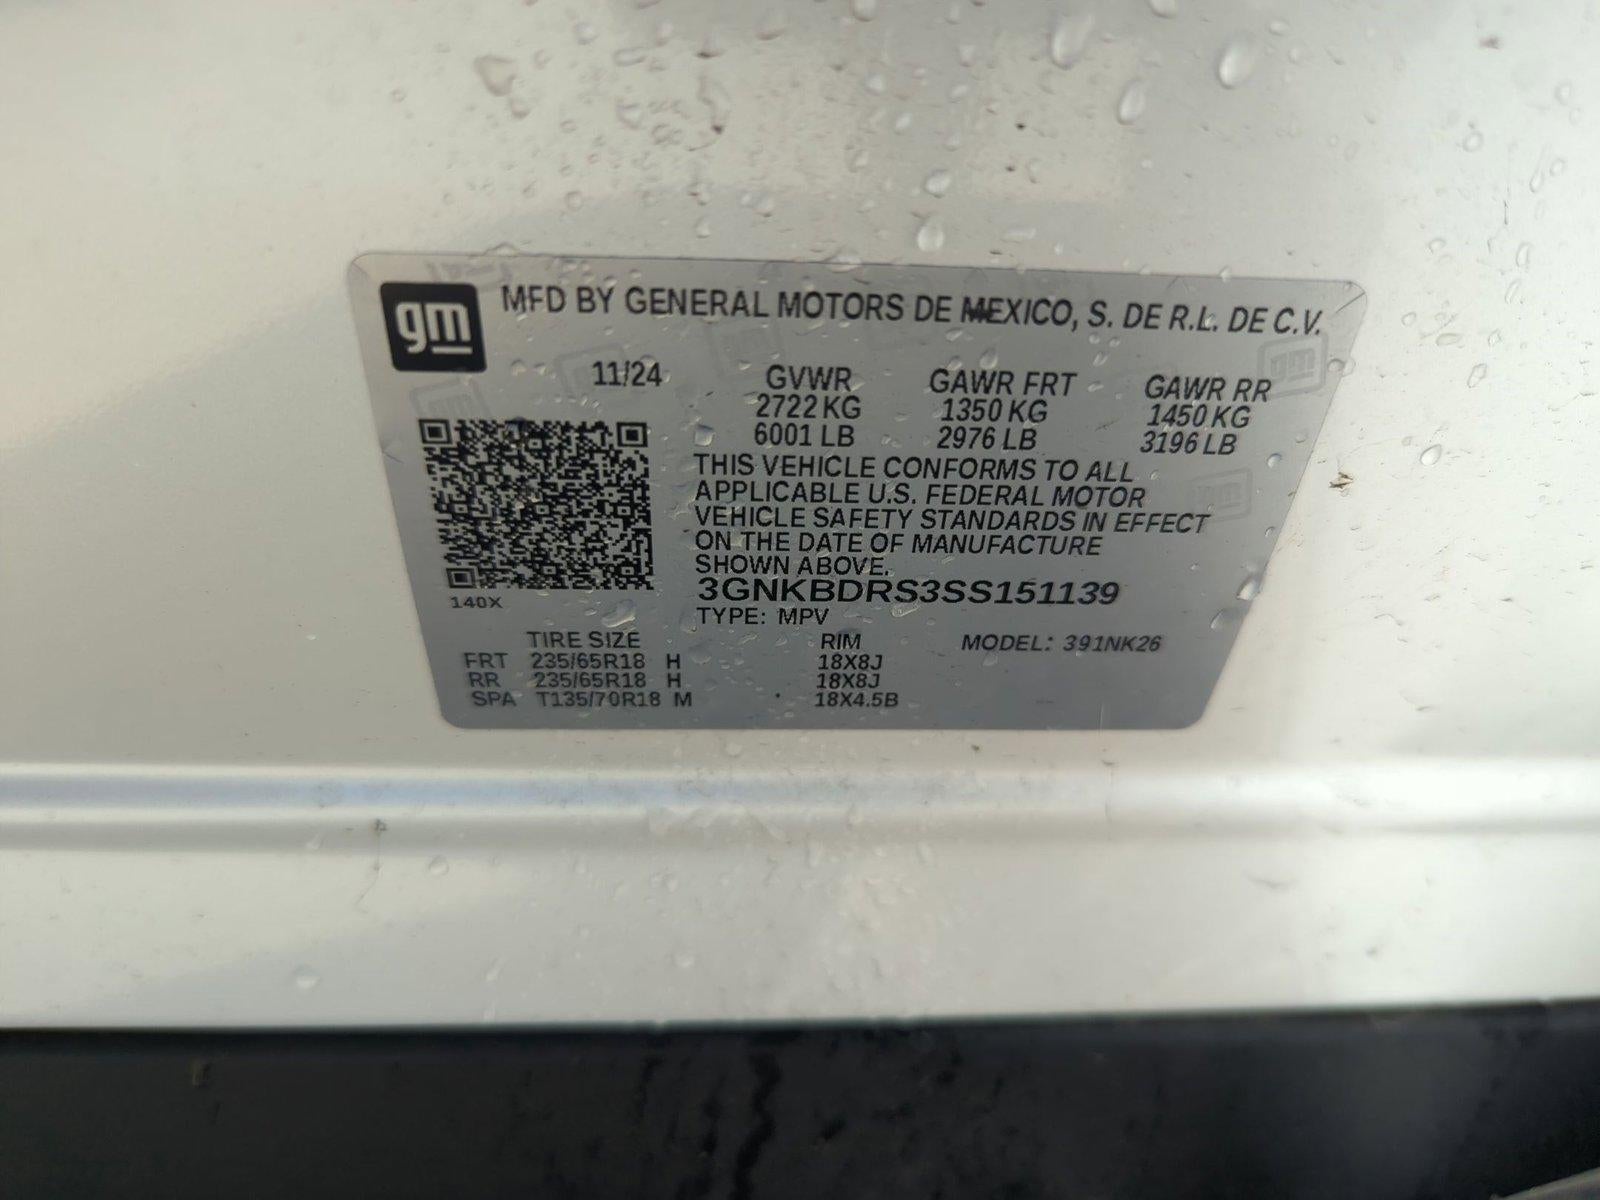 gm
MFD BY GENERAL MOTORS DE MEXICO, S. DE R.L. DE C.V.
11/24 GVWR GAWR FRT GAWR RR
2722 KG 1350 KG 1450 KG
6001 LB 2976 LB 3196 LB
THIS VEHICLE CONFORMS TO ALL
APPLICABLE U.S. FEDERAL MOTOR
VEHICLE SAFETY STANDARDS IN EFFECT
ON THE DATE OF MANUFACTURE
SHOWN ABOVE.
3GNKBDRS3SS151139
140X
TYPE: MPV
TIRE SIZE RIM MODEL: 391NK26
FRT 235/65R18 H 18X8J
RR 235/65R18 H 18X8J
SPA T135/70R18 M 18X4.5B